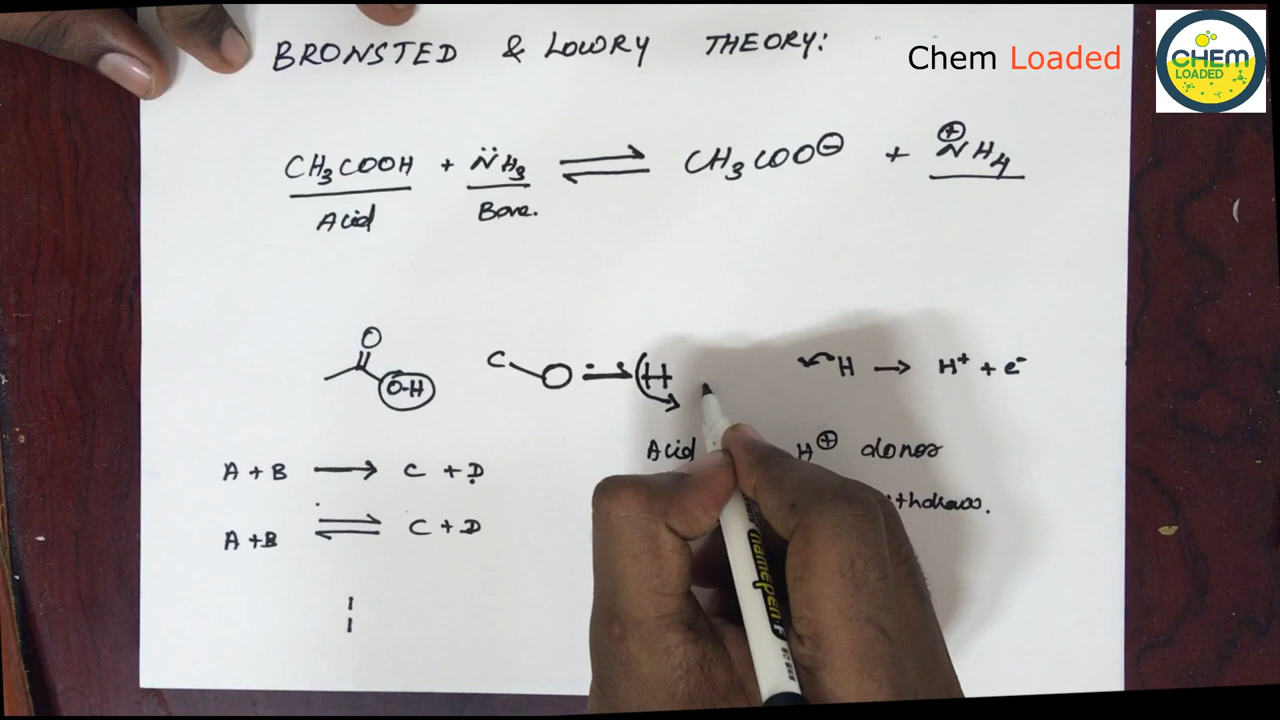 BRONSTED & LOWRY THEORY:
Chem Loaded
CHEM
LOADED
CH₃COOH + N̈H₃ ⇌ CH₃COO⊖ + ⊕NH₄
Acid
Base.
O
O-H
C O : H
H → H⁺ + e⁻
Acid H⊕ donor
A + B → C + D
A + B ⇌ C + D